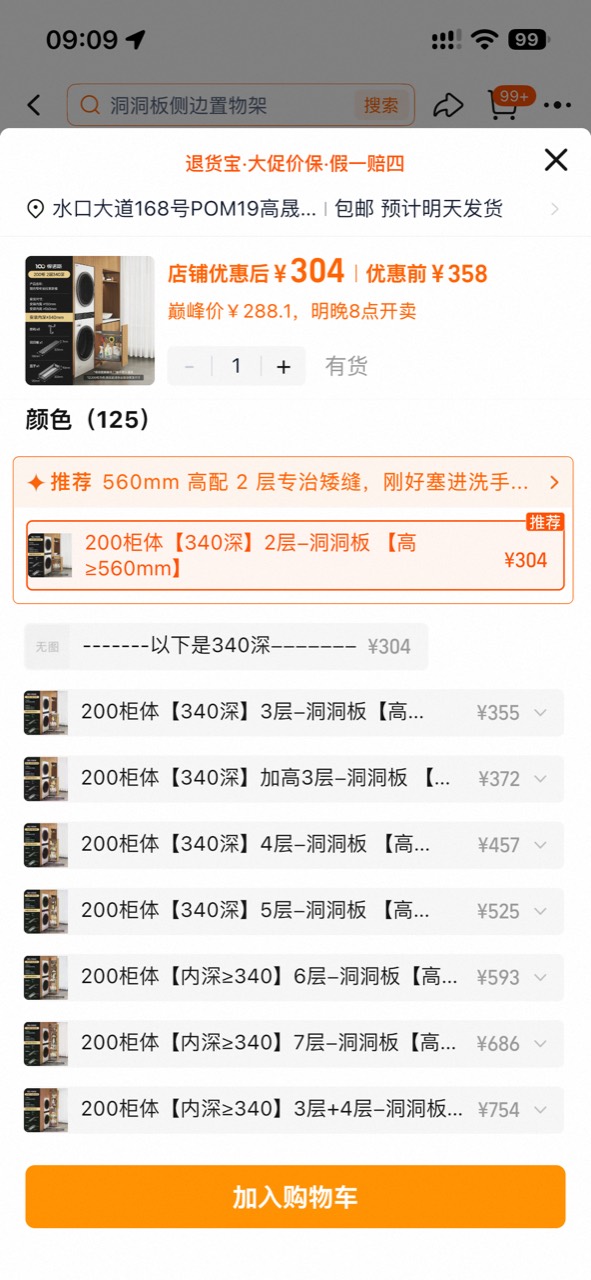 09:09
99
洞洞板侧边置物架
搜索
99+
退货宝·大促价保·假一赔四
水口大道168号POM19高晟... | 包邮 预计明天发货
店铺优惠后¥304 | 优惠前¥358
巅峰价¥288.1，明晚8点开卖
- 1 + 有货
颜色（125）
推荐 560mm 高配 2 层专治矮缝，刚好塞进洗手...
推荐
200柜体【340深】2层–洞洞板 【高
≥560mm】
¥304
无图 -------以下是340深––––––– ¥304
200柜体【340深】3层–洞洞板【高... ¥355
200柜体【340深】加高3层–洞洞板 【... ¥372
200柜体【340深】4层–洞洞板 【高... ¥457
200柜体【340深】5层–洞洞板 【高... ¥525
200柜体【内深≥340】6层–洞洞板【高... ¥593
200柜体【内深≥340】7层–洞洞板【高... ¥686
200柜体【内深≥340】3层+4层–洞洞板... ¥754
加入购物车